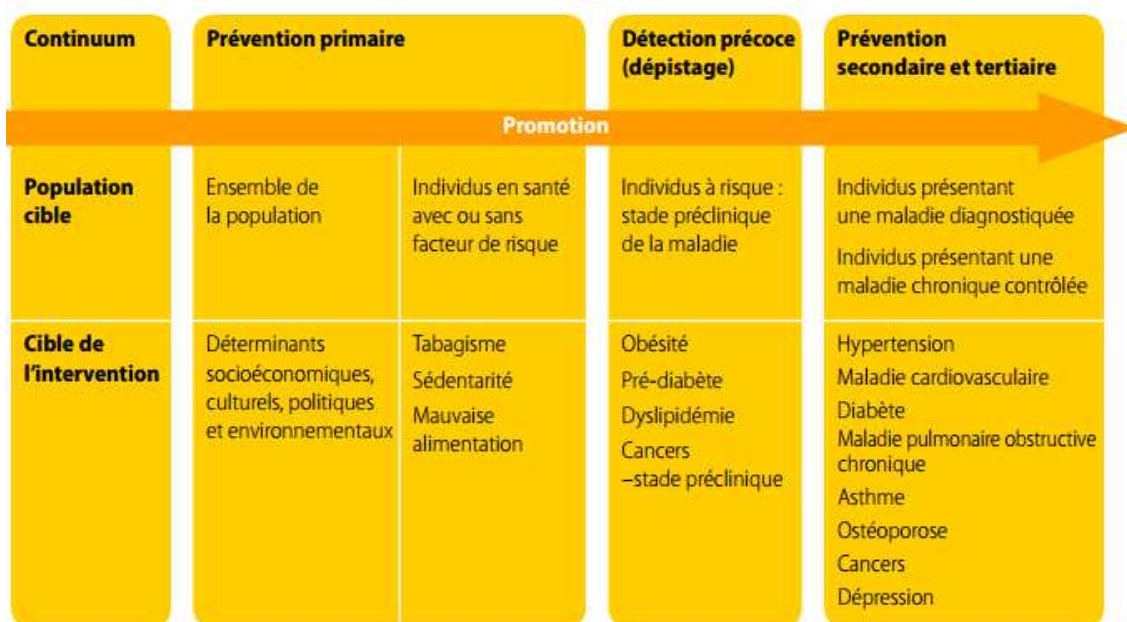 Continuum
Prévention primaire
Détection précoce
(dépistage)
Prévention
secondaire et tertiaire
Promotion
Population
cible
Ensemble de
la population
Individus en santé
avec ou sans
facteur de risque
Individus à risque :
stade préclinique
de la maladie
Individus présentant
une maladie diagnostiquée
Individus présentant une
maladie chronique contrôlée
Cible de
l'intervention
Déterminants
socioéconomiques,
culturels, politiques
et environnementaux
Tabagisme
Sédentarité
Mauvaise
alimentation
Obésité
Pré-diabète
Dyslipidémie
Cancers
–stade préclinique
Hypertension
Maladie cardiovasculaire
Diabète
Maladie pulmonaire obstructive
chronique
Asthme
Ostéoporose
Cancers
Dépression